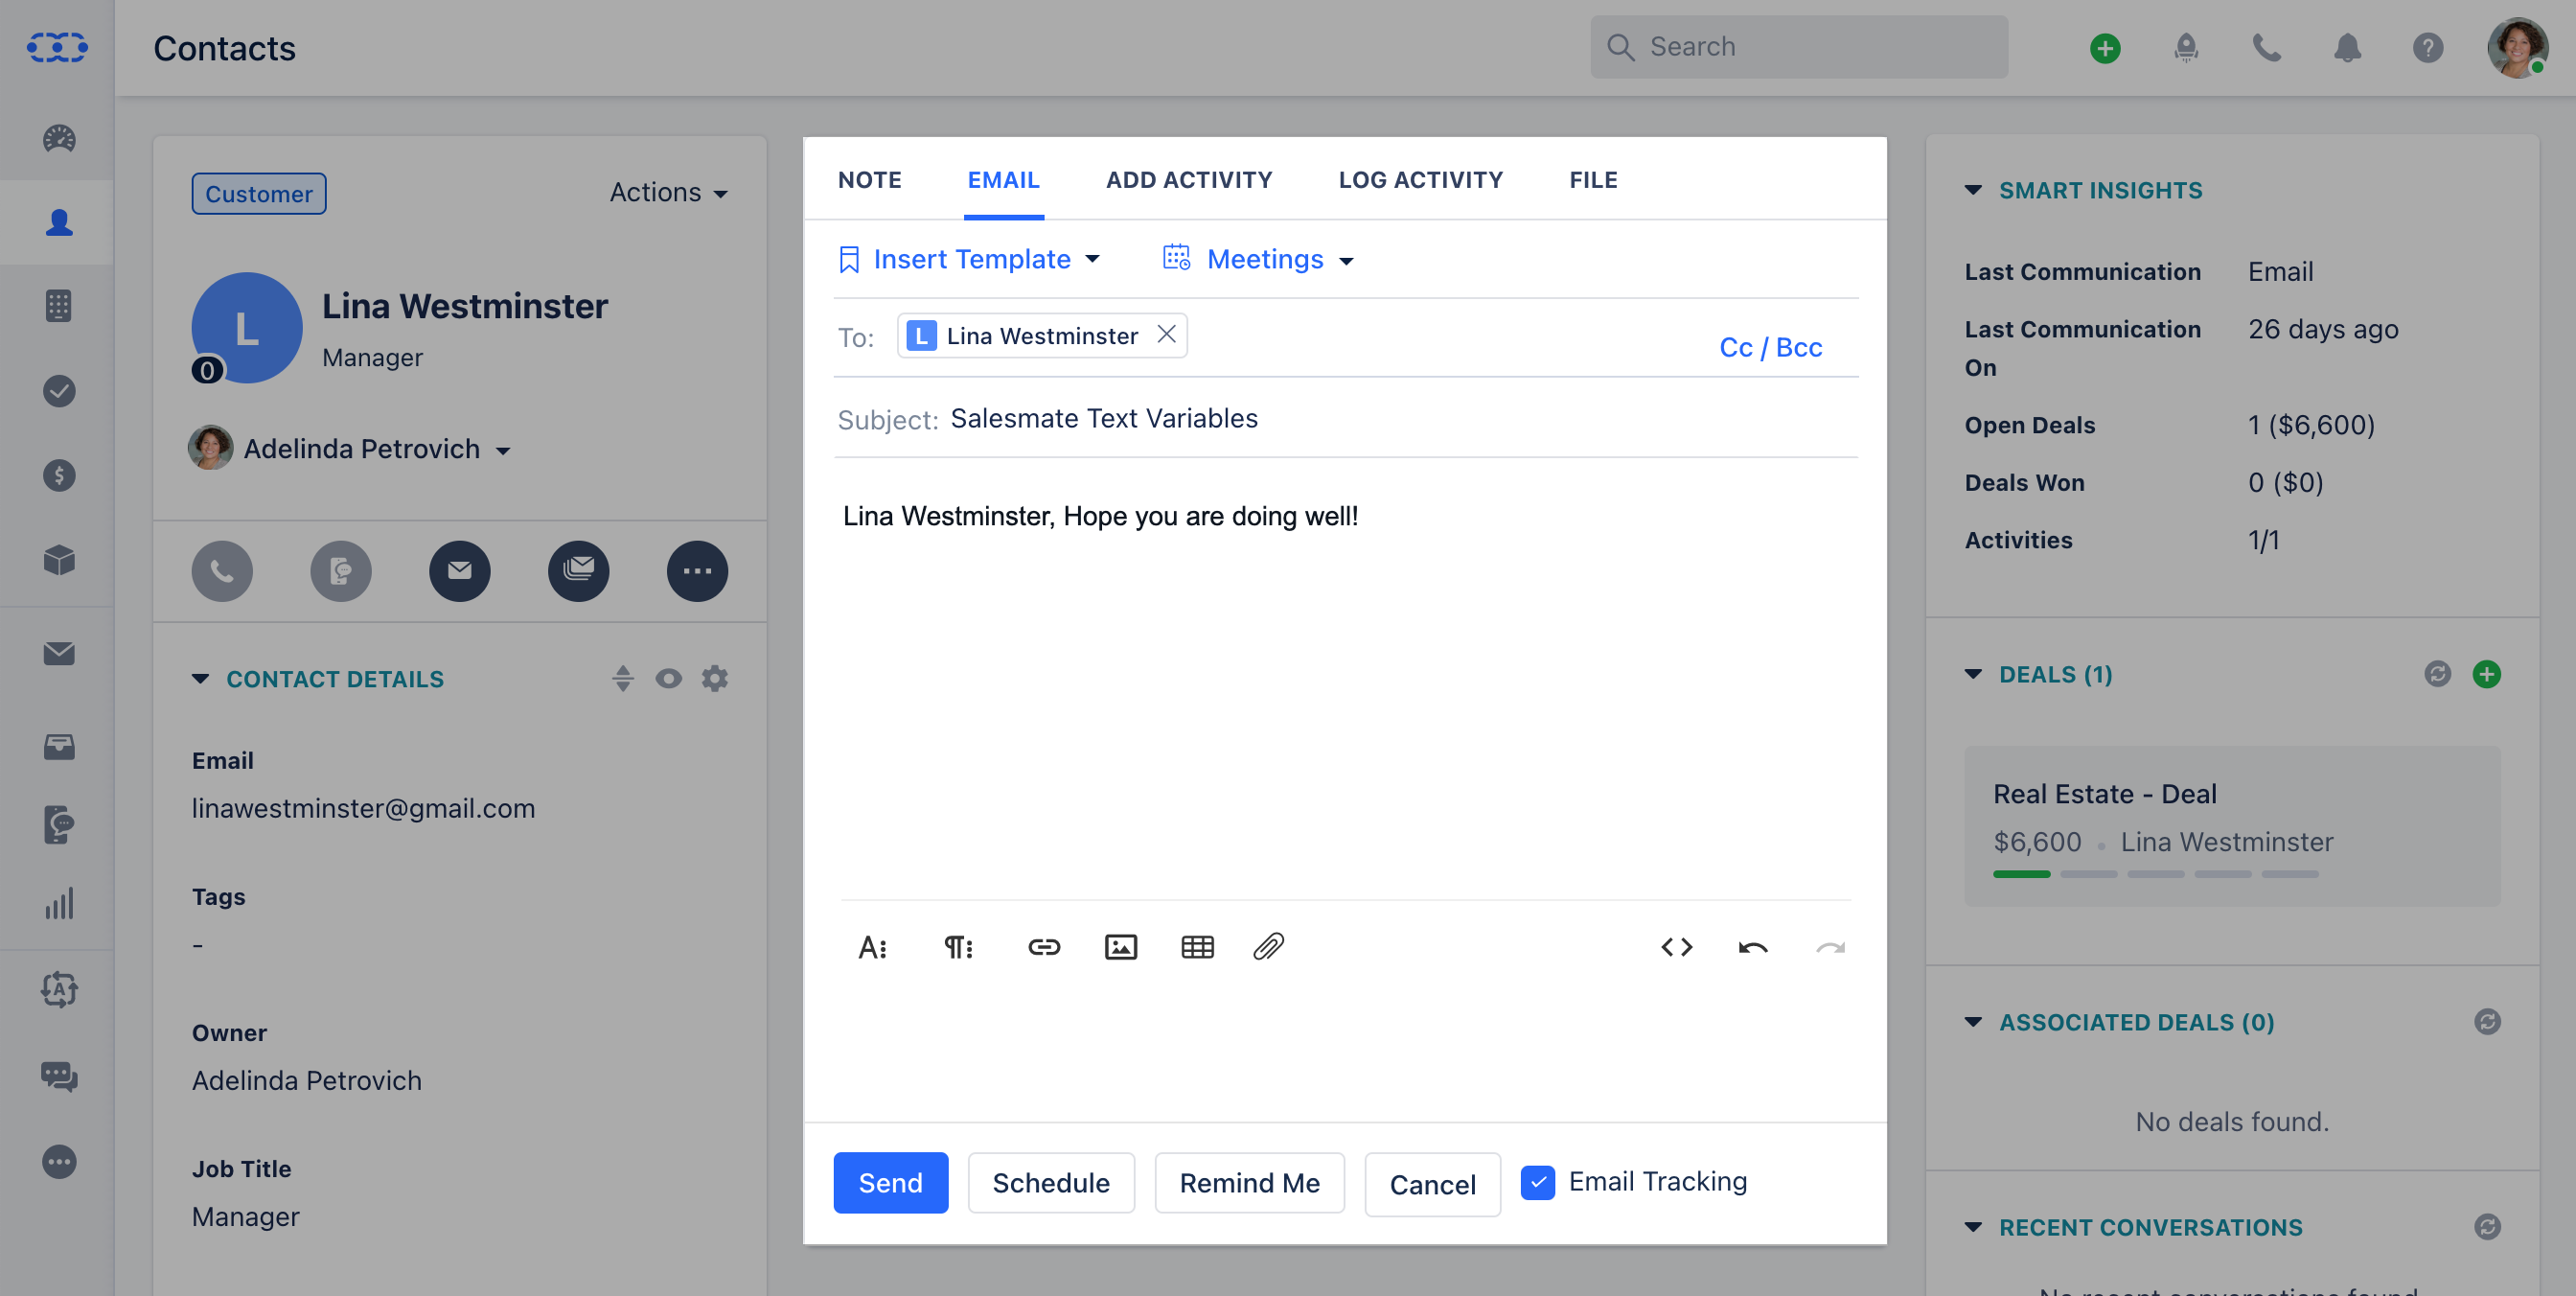 Contacts
Search
Customer
Actions
L
0
Lina Westminster
Manager
Adelinda Petrovich
CONTACT DETAILS
Email
linawestminster@gmail.com
Tags
-
Owner
Adelinda Petrovich
Job Title
Manager
NOTE EMAIL ADD ACTIVITY LOG ACTIVITY FILE
Insert Template Meetings
To: L Lina Westminster Cc / Bcc
Subject: Salesmate Text Variables
Lina Westminster, Hope you are doing well!
Send Schedule Remind Me Cancel Email Tracking
SMART INSIGHTS
Last Communication Email
Last Communication 26 days ago
On
Open Deals 1 ($6,600)
Deals Won 0 ($0)
Activities 1/1
DEALS (1)
Real Estate - Deal
$6,600 • Lina Westminster
ASSOCIATED DEALS (0)
No deals found.
RECENT CONVERSATIONS
No recent conversations found